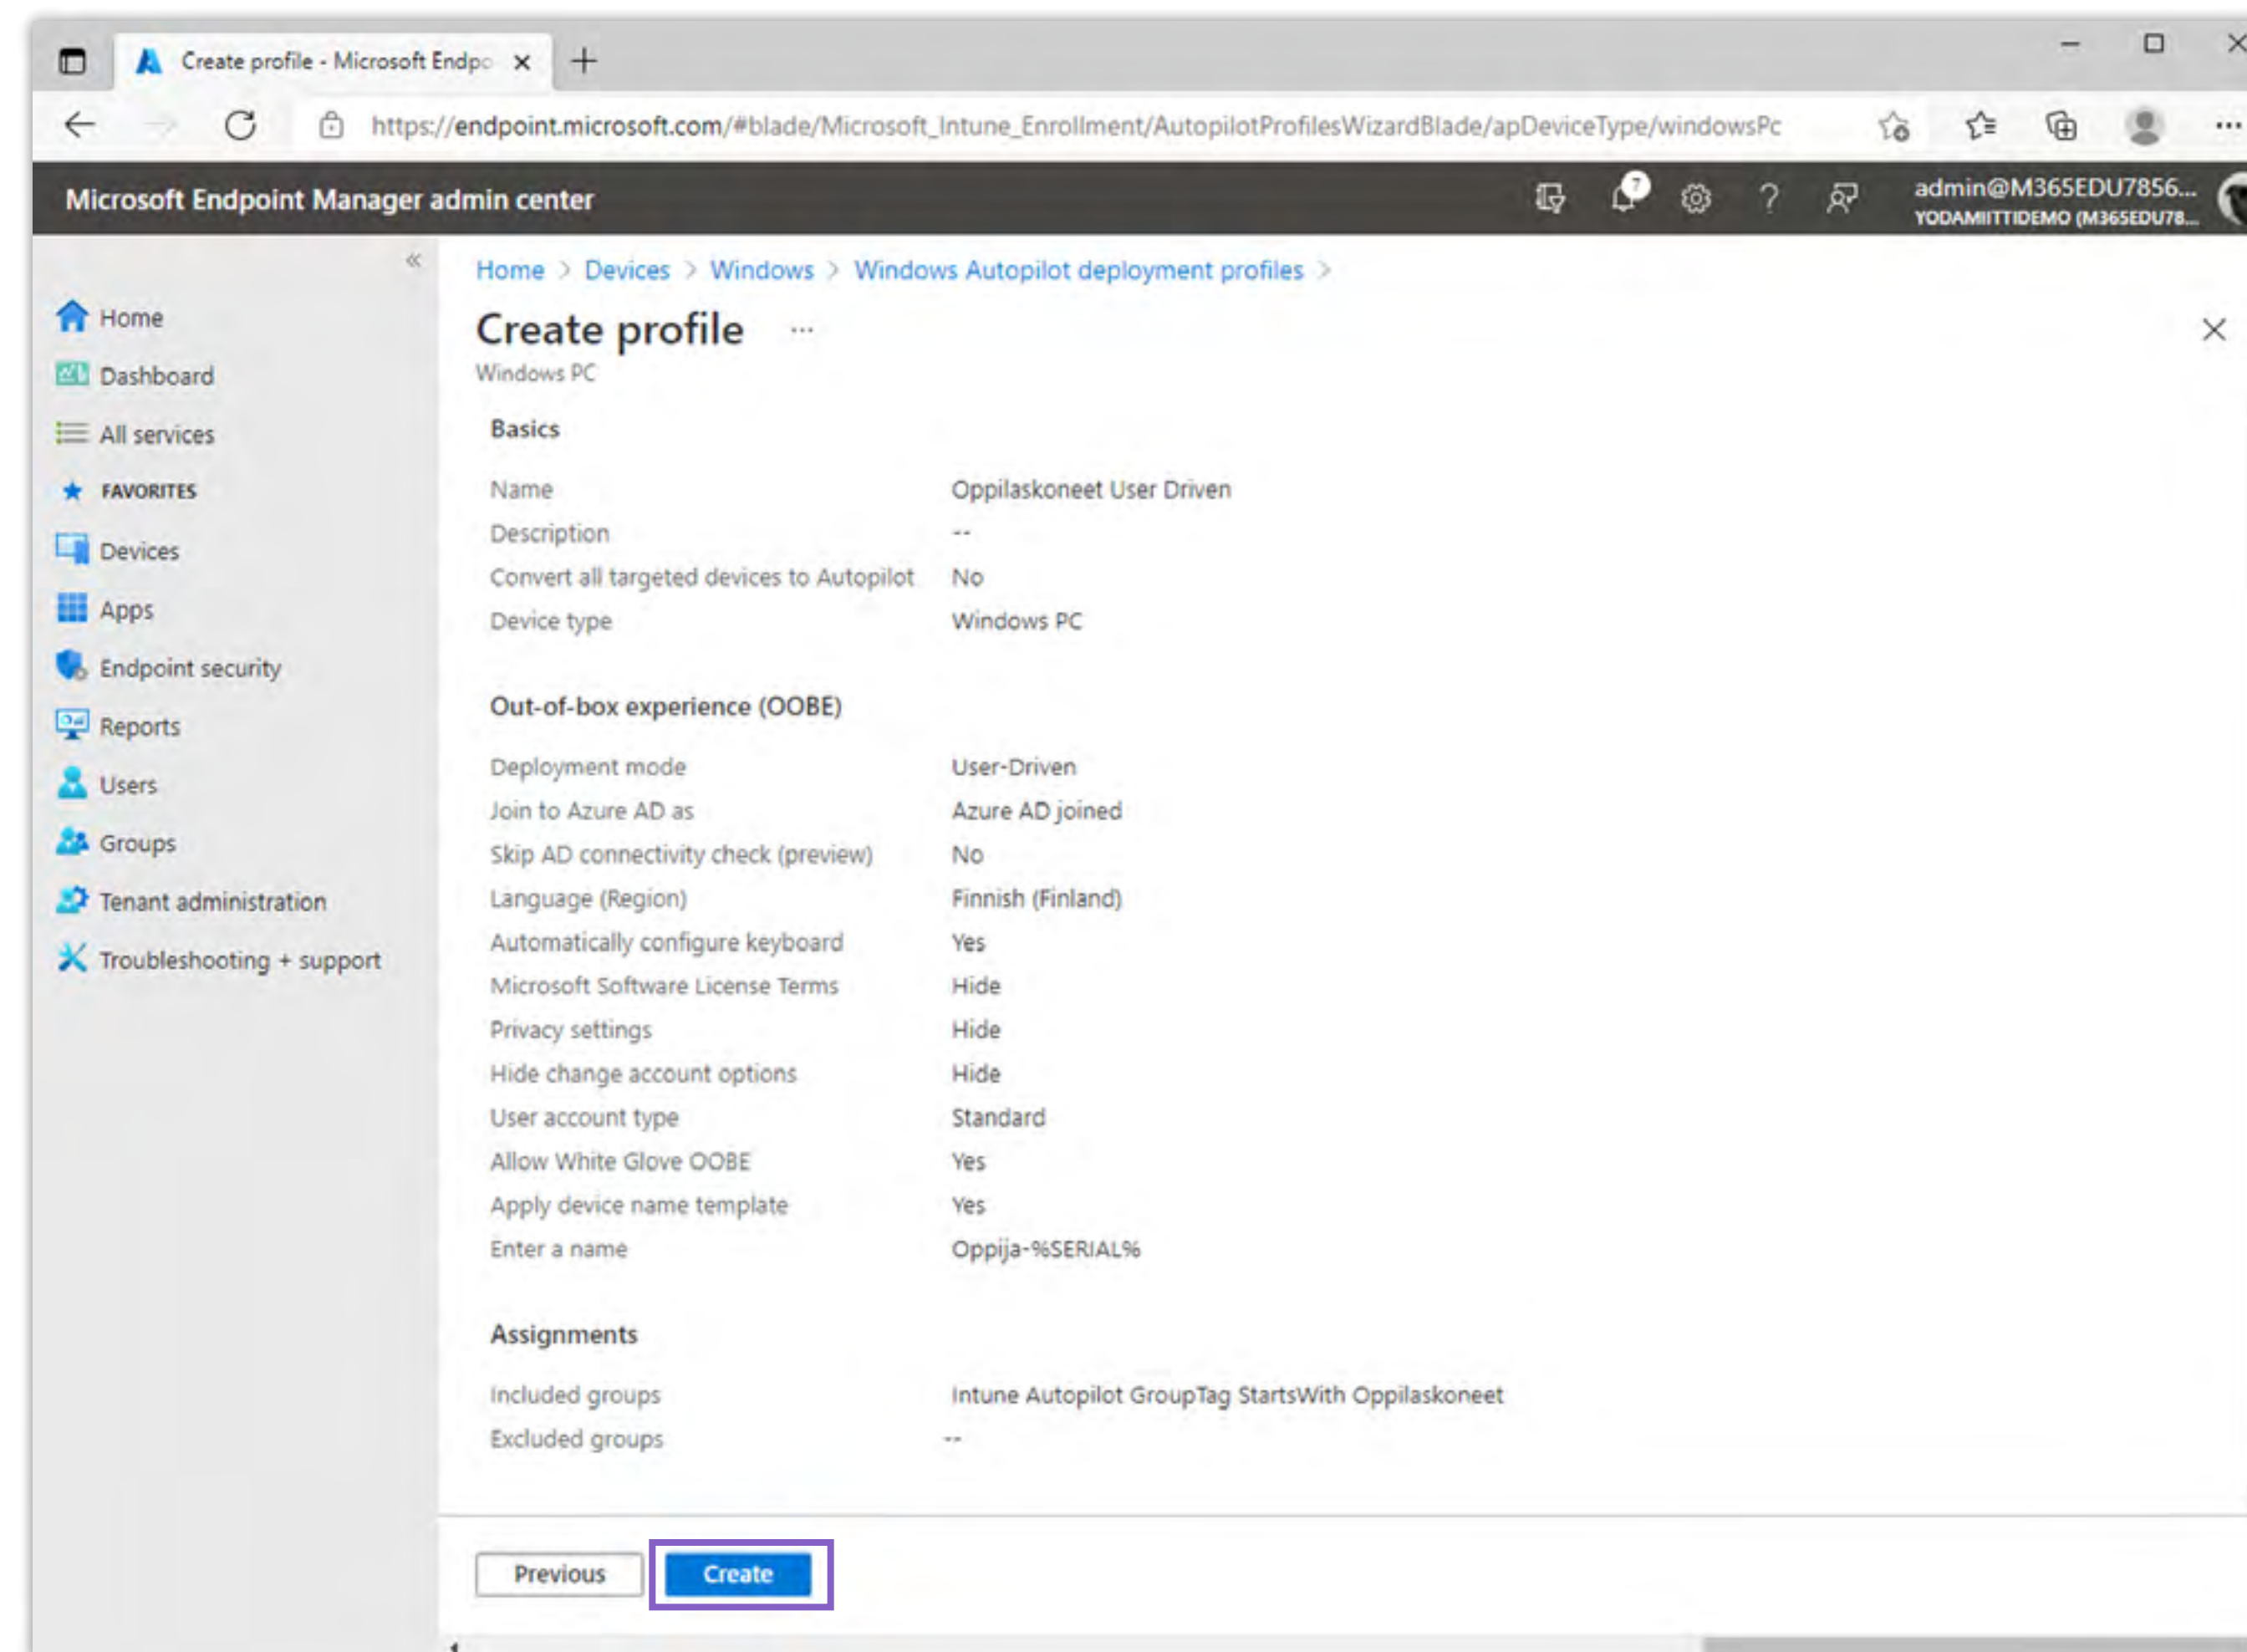 Create profile - Microsoft Endpo
https://endpoint.microsoft.com/#blade/Microsoft_Intune_Enrollment/AutopilotProfilesWizardBlade/apDeviceType/windowsPc
Microsoft Endpoint Manager admin center
7
?
admin@M365EDU7856...
YODAMIITTIDEMO (M365EDU78...
Home > Devices > Windows > Windows Autopilot deployment profiles >
Create profile ...
Windows PC
Home
Dashboard
All services
FAVORITES
Devices
Apps
Endpoint security
Reports
Users
Groups
Tenant administration
Troubleshooting + support
Basics
Name Oppilaskoneet User Driven
Description --
Convert all targeted devices to Autopilot No
Device type Windows PC
Out-of-box experience (OOBE)
Deployment mode User-Driven
Join to Azure AD as Azure AD joined
Skip AD connectivity check (preview) No
Language (Region) Finnish (Finland)
Automatically configure keyboard Yes
Microsoft Software License Terms Hide
Privacy settings Hide
Hide change account options Hide
User account type Standard
Allow White Glove OOBE Yes
Apply device name template Yes
Enter a name Oppija-%SERIAL%
Assignments
Included groups Intune Autopilot GroupTag StartsWith Oppilaskoneet
Excluded groups --
Previous Create